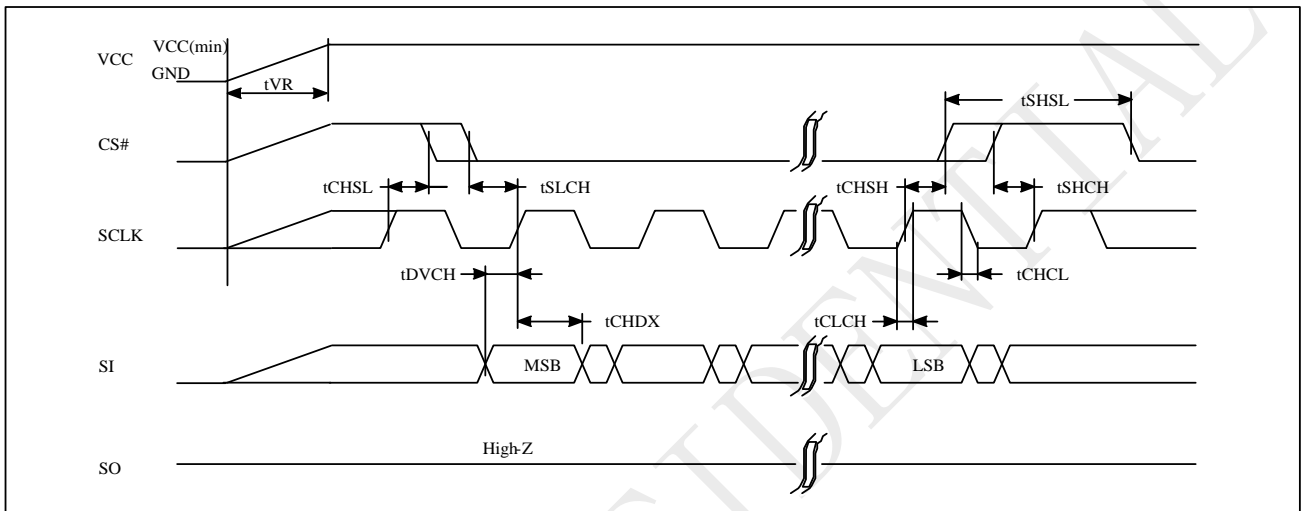 VCC
VCC(min)
GND
tVR
tSHSL
CS#
tCHSL
tSLCH
tCHSH
tSHCH
SCLK
tDVCH
tCHCL
tCHDX
tCLCH
SI
MSB
LSB
High-Z
SO
IDENTIAL